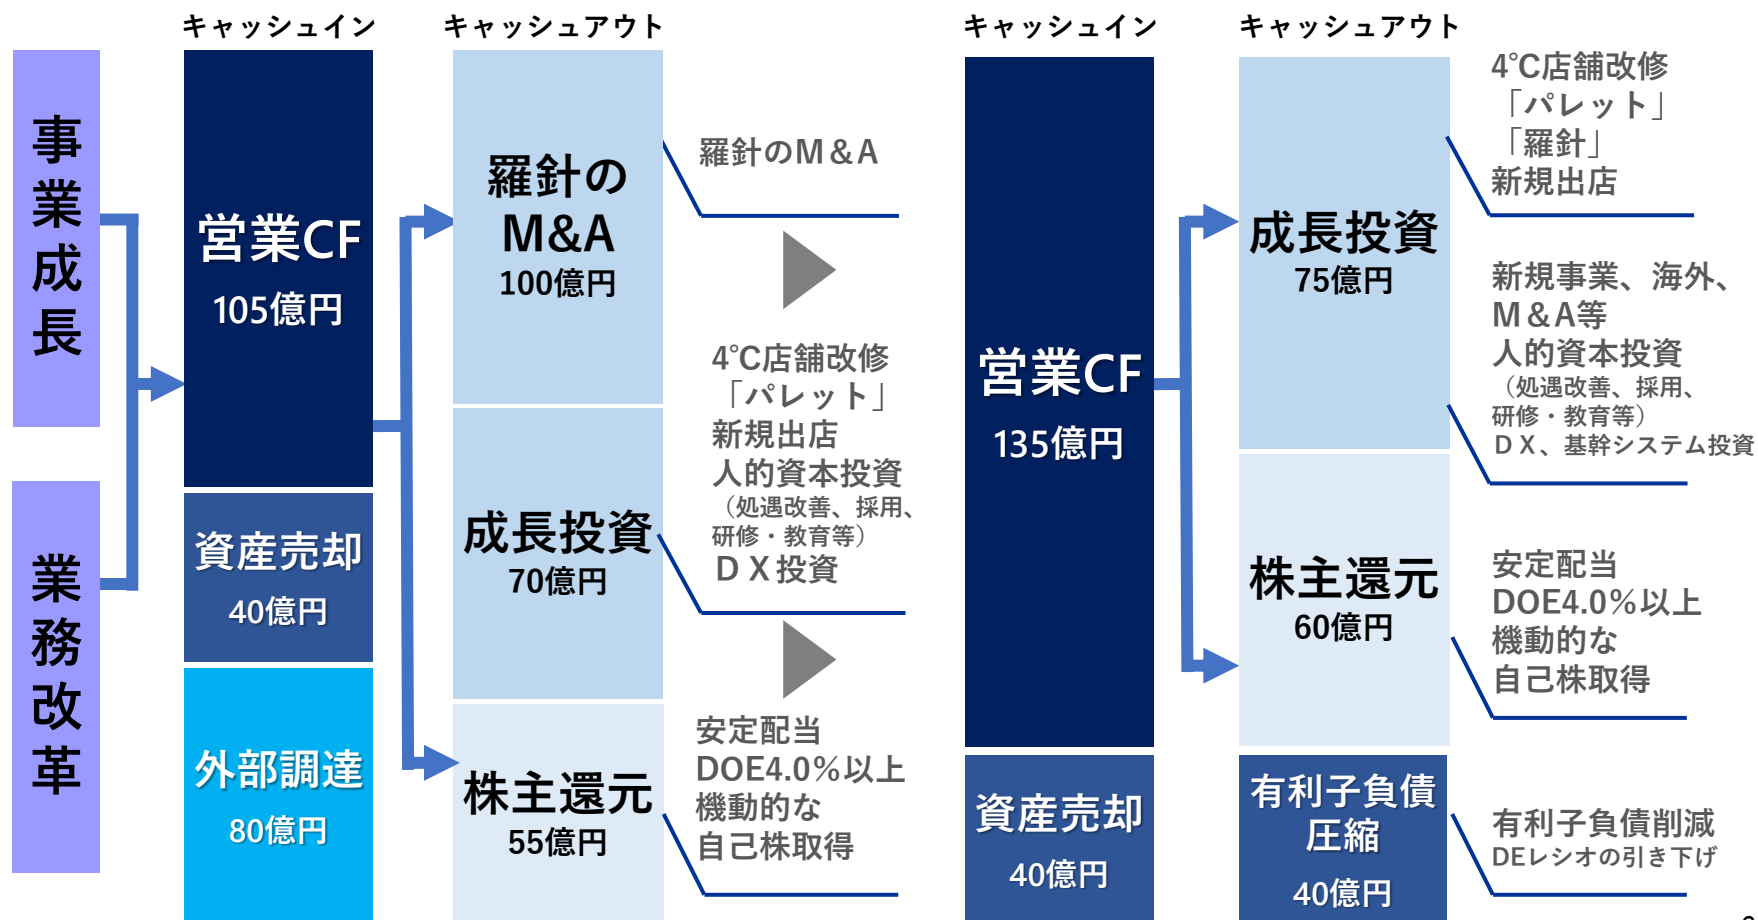 キャッシュイン
キャッシュアウト
キャッシュイン
キャッシュアウト
事業成長
業務改革
営業CF
105億円
資産売却
40億円
外部調達
80億円
羅針の
M&A
100億円
成長投資
70億円
株主還元
55億円
羅針のM&A
4℃店舗改修
「パレット」
新規出店
人的資本投資
（処遇改善、採用、
研修・教育等）
DX投資
安定配当
DOE4.0%以上
機動的な
自己株取得
営業CF
135億円
資産売却
40億円
成長投資
75億円
株主還元
60億円
有利子負債
圧縮
40億円
4℃店舗改修
「パレット」
「羅針」
新規出店
新規事業、海外、
M&A等
人的資本投資
（処遇改善、採用、
研修・教育等）
DX、基幹システム投資
安定配当
DOE4.0%以上
機動的な
自己株取得
有利子負債削減
DEレシオの引き下げ